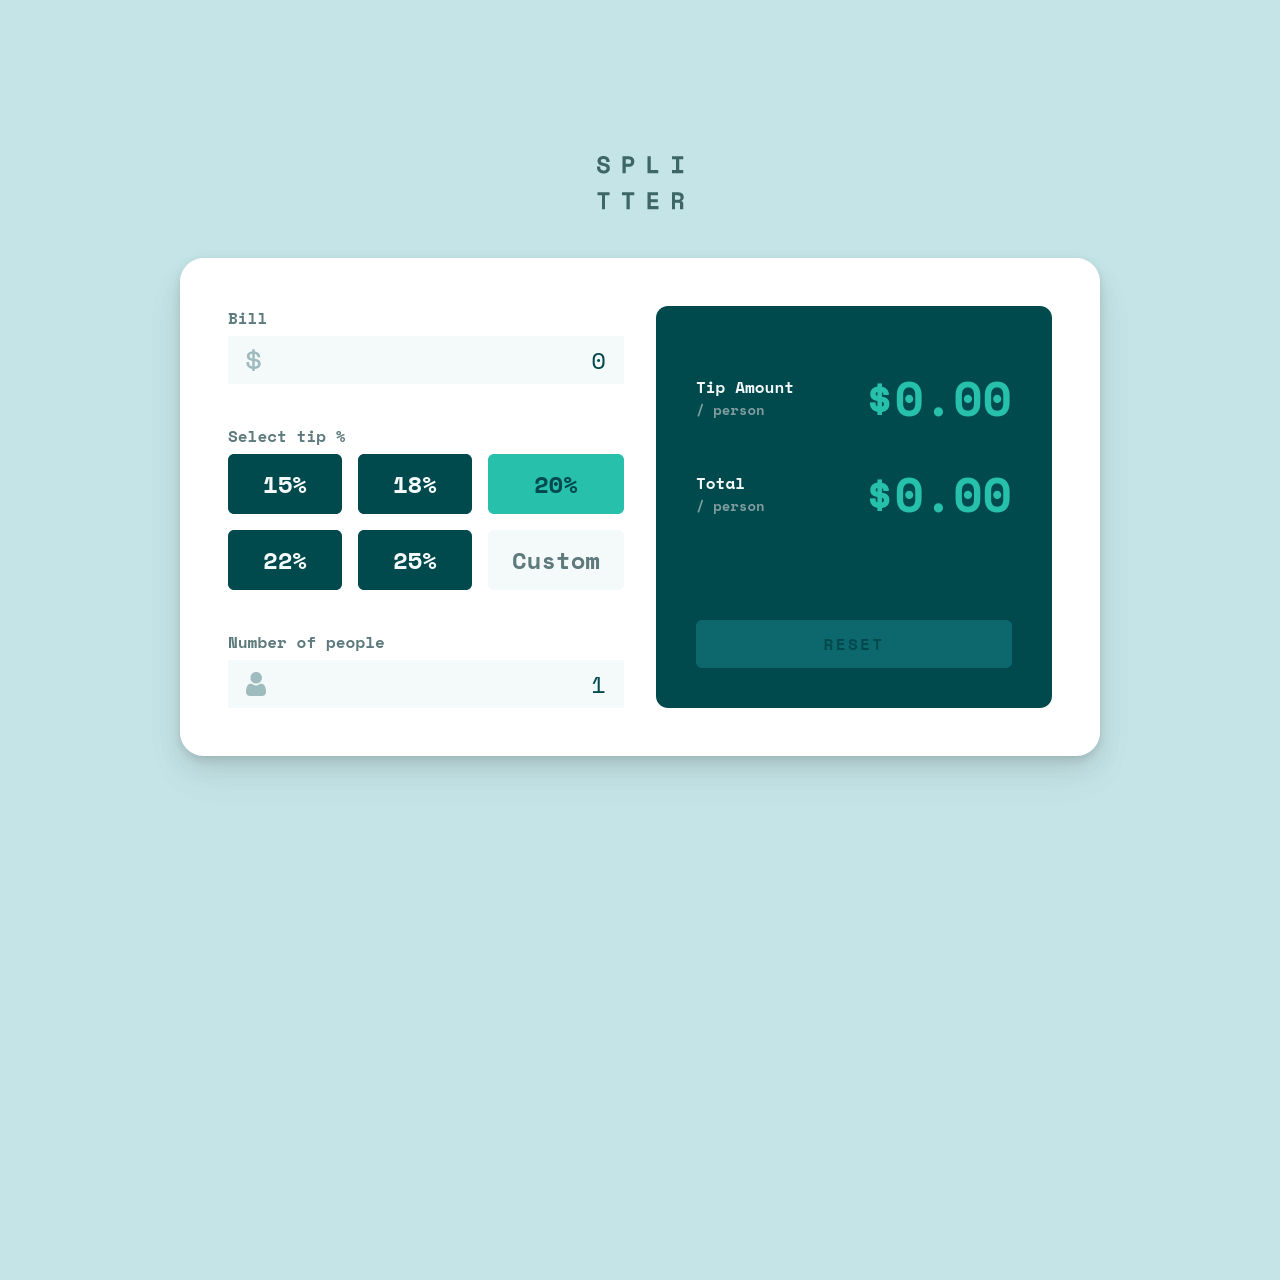 SPLI
TTER
Bill
$ 0
Select tip %
15% 18% 20%
22% 25% Custom
Number of people
1
Tip Amount
/ person
$0.00
Total
/ person
$0.00
RESET